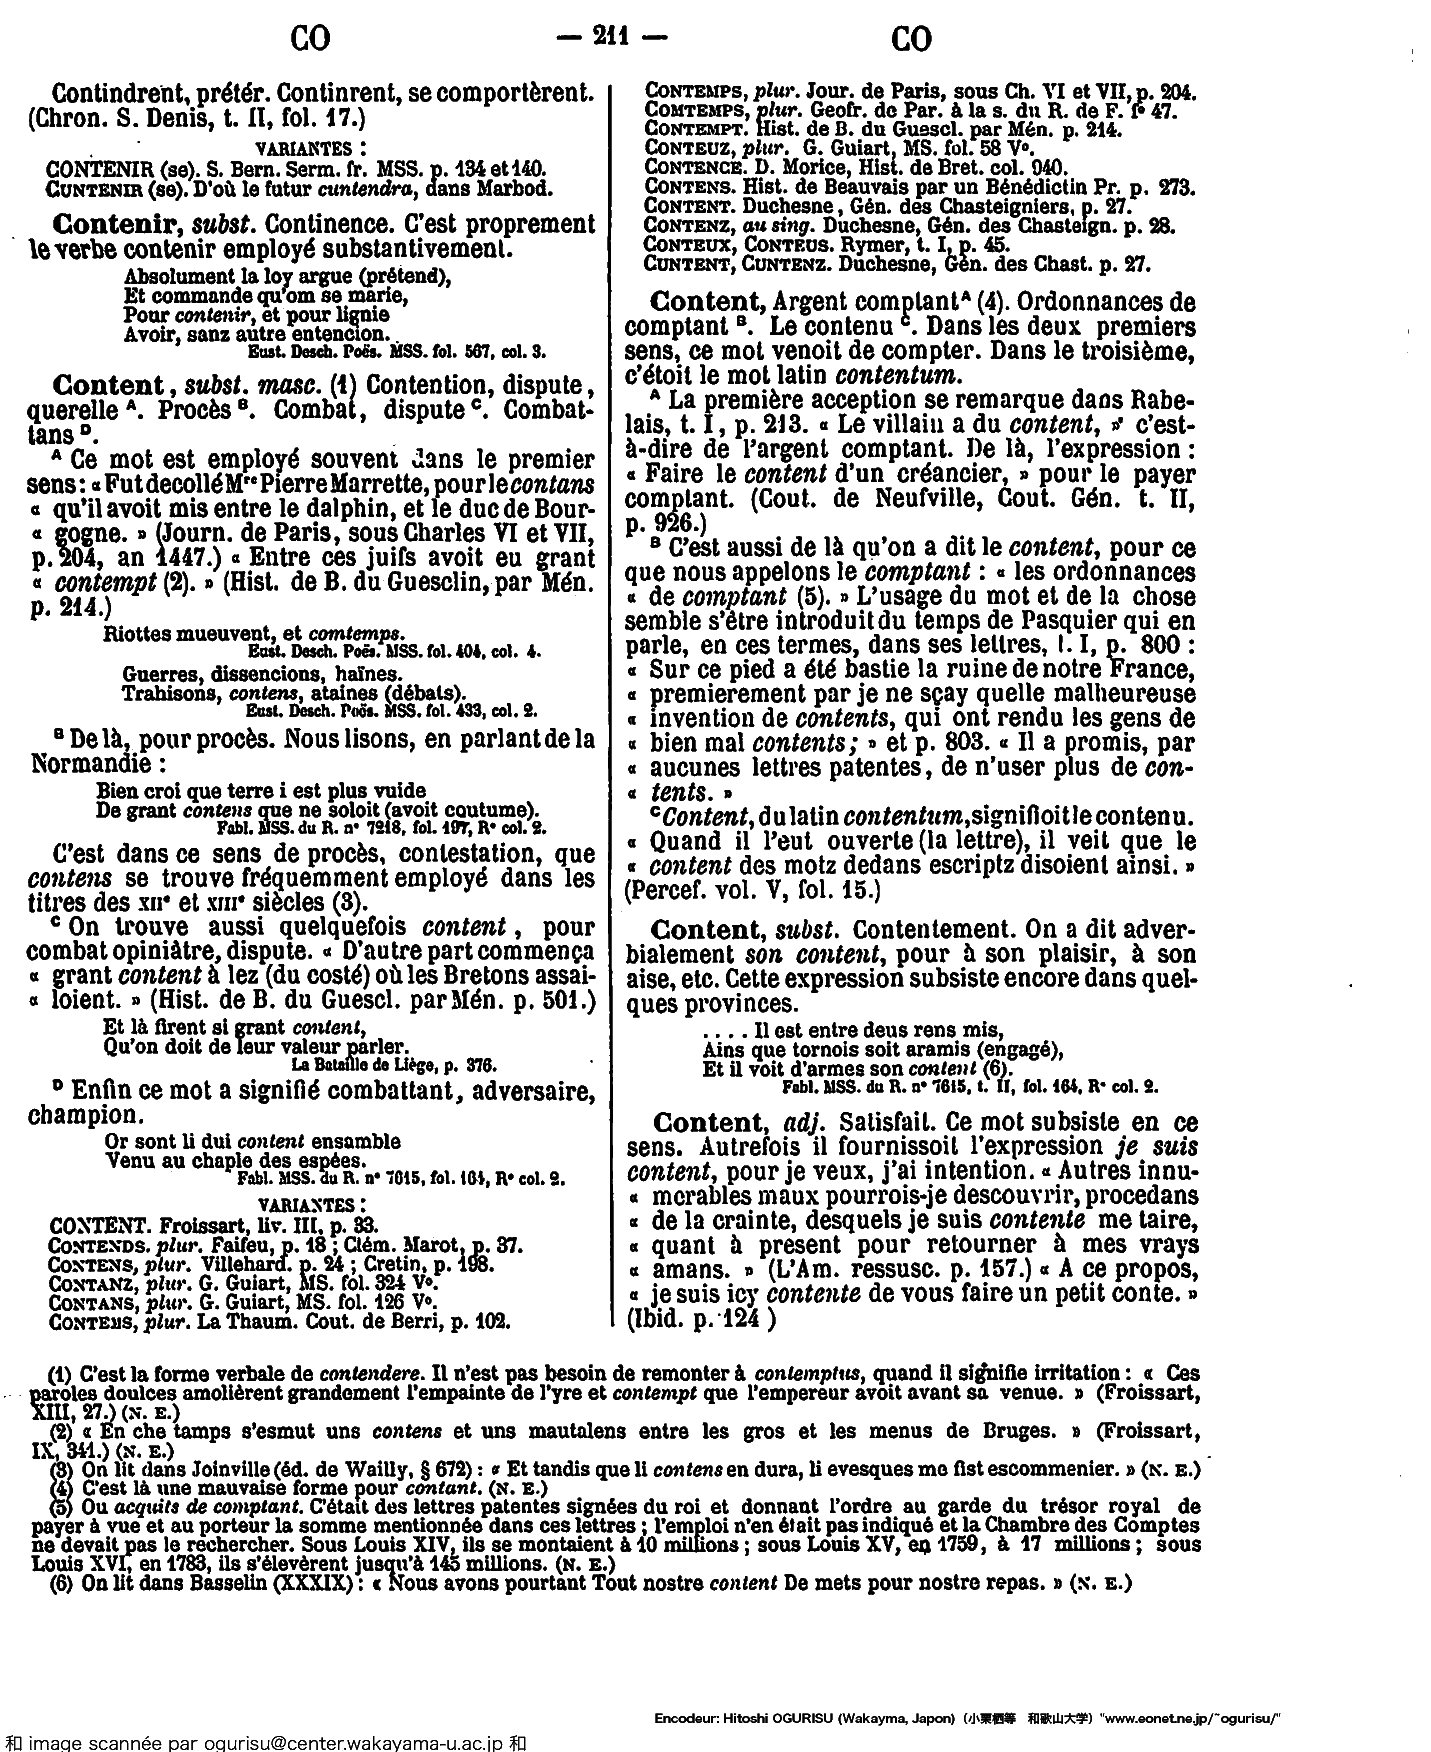 CO — 211 — CO
Contindrent, prétér. Continrent, se comportèrent.
(Chron. S. Denis, t. II, fol. 17.)
VARIANTES :
CONTENIR (se). S. Bern. Serm. fr. MSS. p. 134 et 140.
CUNTENIR (se). D'où le futur cuntendra, dans Marbod.
Contenir, subst. Continence. C'est proprement
le verbe contenir employé substantivement.
Absolument la loy argue (prétend),
Et commande qu'om se marie,
Pour contenir, et pour lignie
Avoir, sanz autre entencion.
Eust. Desch. Poës. MSS. fol. 567, col. 3.
Content, subst. masc. (1) Contention, dispute,
querelle A. Procès B. Combat, dispute C. Combat-
tans D.
A Ce mot est employé souvent dans le premier
sens : « Fut decollé Mre Pierre Marrette, pour le contans
« qu'il avoit mis entre le dalphin, et le duc de Bour-
« gogne. » (Journ. de Paris, sous Charles VI et VII,
p. 204, an 1447.) « Entre ces juifs avoit eu grant
« contempt (2). » (Hist. de B. du Guesclin, par Mén.
p. 214.)
Riottes mueuvent, et comtemps.
Eust. Desch. Poës. MSS. fol. 404, col. 4.
Guerres, dissencions, haïnes.
Trahisons, contens, ataines (débats).
Eust. Desch. Poës. MSS. fol. 433, col. 2.
B De là, pour procès. Nous lisons, en parlant de la
Normandie :
Bien croi que terre i est plus vuide
De grant contens que ne soloit (avoit coutume).
Fabl. MSS. du R. n° 7218, fol. 197, R° col. 2.
C'est dans ce sens de procès, contestation, que
contens se trouve fréquemment employé dans les
titres des XIIe et XIIIe siècles (3).
C On trouve aussi quelquefois content, pour
combat opiniâtre, dispute. « D'autre part commença
« grant content à lez (du costé) où les Bretons assai-
« loient. » (Hist. de B. du Guescl. par Mén. p. 501.)
Et là firent si grant content,
Qu'on doit de leur valeur parler.
La Bataille de Liège, p. 376.
D Enfin ce mot a signifié combattant, adversaire,
champion.
Or sont li dui content ensamble
Venu au chaple des espées.
Fabl. MSS. du R. n° 7615, fol. 164, R° col. 2.
VARIANTES :
CONTENT. Froissart, liv. III, p. 33.
CONTENDS. plur. Faifeu, p. 18 ; Clém. Marot, p. 37.
CONTENS, plur. Villehard. p. 24 ; Cretin, p. 198.
CONTANZ, plur. G. Guiart, MS. fol. 324 V°.
CONTANS, plur. G. Guiart, MS. fol. 126 V°.
CONTEHS, plur. La Thaum. Cout. de Berri, p. 102.
CONTEMPS, plur. Jour. de Paris, sous Ch. VI et VII, p. 204.
COMTEMPS, plur. Geofr. de Par. à la s. du R. de F. f° 47.
CONTEMPT. Hist. de B. du Guescl. par Mén. p. 214.
CONTEUZ, plur. G. Guiart, MS. fol. 58 V°.
CONTENCE. D. Morice, Hist. de Bret. col. 940.
CONTENS. Hist. de Beauvais par un Bénédictin Pr. p. 273.
CONTENT. Duchesne, Gén. des Chasteigniers, p. 27.
CONTENZ, au sing. Duchesne, Gén. des Chasteign. p. 28.
CONTEUX, CONTEUS. Rymer, t. I, p. 45.
CUNTENT, CUNTENZ. Duchesne, Gén. des Chast. p. 27.
Content, Argent comptant A (4). Ordonnances de
comptant B. Le contenu C. Dans les deux premiers
sens, ce mot venoit de compter. Dans le troisième,
c'étoit le mot latin contentum.
A La première acception se remarque dans Rabe-
lais, t. I, p. 213. « Le villain a du content, » c'est-
à-dire de l'argent comptant. De là, l'expression :
« Faire le content d'un créancier, » pour le payer
comptant. (Cout. de Neufville, Cout. Gén. t. II,
p. 926.)
B C'est aussi de là qu'on a dit le content, pour ce
que nous appelons le comptant : « les ordonnances
« de comptant (5). » L'usage du mot et de la chose
semble s'être introduit du temps de Pasquier qui en
parle, en ces termes, dans ses lettres, t. I, p. 800 :
« Sur ce pied a été bastie la ruine de notre France,
« premierement par je ne sçay quelle malheureuse
« invention de contents, qui ont rendu les gens de
« bien mal contents ; » et p. 803. « Il a promis, par
« aucunes lettres patentes, de n'user plus de con-
« tents. »
C Content, du latin contentum, signifioit le contenu.
« Quand il l'eut ouverte (la lettre), il veit que le
« content des motz dedans escriptz disoient ainsi. »
(Percef. vol. V, fol. 15.)
Content, subst. Contentement. On a dit adver-
bialement son content, pour à son plaisir, à son
aise, etc. Cette expression subsiste encore dans quel-
ques provinces.
. . . . Il est entre deus rens mis,
Ains que tornois soit aramis (engagé),
Et il voit d'armes son content (6).
Fabl. MSS. du R. n° 7615, t. II, fol. 164, R° col. 2.
Content, adj. Satisfait. Ce mot subsiste en ce
sens. Autrefois il fournissoit l'expression je suis
content, pour je veux, j'ai intention. « Autres innu-
« merables maux pourrois-je descouvrir, procedans
« de la crainte, desquels je suis contente me taire,
« quant à present pour retourner à mes vrays
« amans. » (L'Am. ressusc. p. 157.) « A ce propos,
« je suis icy contente de vous faire un petit conte. »
(Ibid. p. 124 )
(1) C'est la forme verbale de contendere. Il n'est pas besoin de remonter à contemptus, quand il signifie irritation : « Ces
paroles doulces amolièrent grandement l'empainte de l'yre et contempt que l'empereur avoit avant sa venue. » (Froissart,
XIII, 27.) (N. E.)
(2) « En che tamps s'esmut uns contens et uns mautalens entre les gros et les menus de Bruges. » (Froissart,
IX, 341.) (N. E.)
(3) On lit dans Joinville (éd. de Wailly, § 672) : « Et tandis que li contens en dura, li evesques me fist escommenier. » (N. E.)
(4) C'est là une mauvaise forme pour contant. (N. E.)
(5) Ou acquits de comptant. C'était des lettres patentes signées du roi et donnant l'ordre au garde du trésor royal de
payer à vue et au porteur la somme mentionnée dans ces lettres ; l'emploi n'en était pas indiqué et la Chambre des Comptes
ne devait pas le rechercher. Sous Louis XIV, ils se montaient à 10 millions ; sous Louis XV, en 1759, à 17 millions ; sous
Louis XVI, en 1783, ils s'élevèrent jusqu'à 145 millions. (N. E.)
(6) On lit dans Basselin (XXXIX) : « Nous avons pourtant Tout nostre content De mets pour nostre repas. » (N. E.)
Encodeur: Hitoshi OGURISU (Wakayma, Japon) (小栗栖等 和歌山大学) "www.eonet.ne.jp/~ogurisu/"
和 image scannée par ogurisu@center.wakayama-u.ac.jp 和